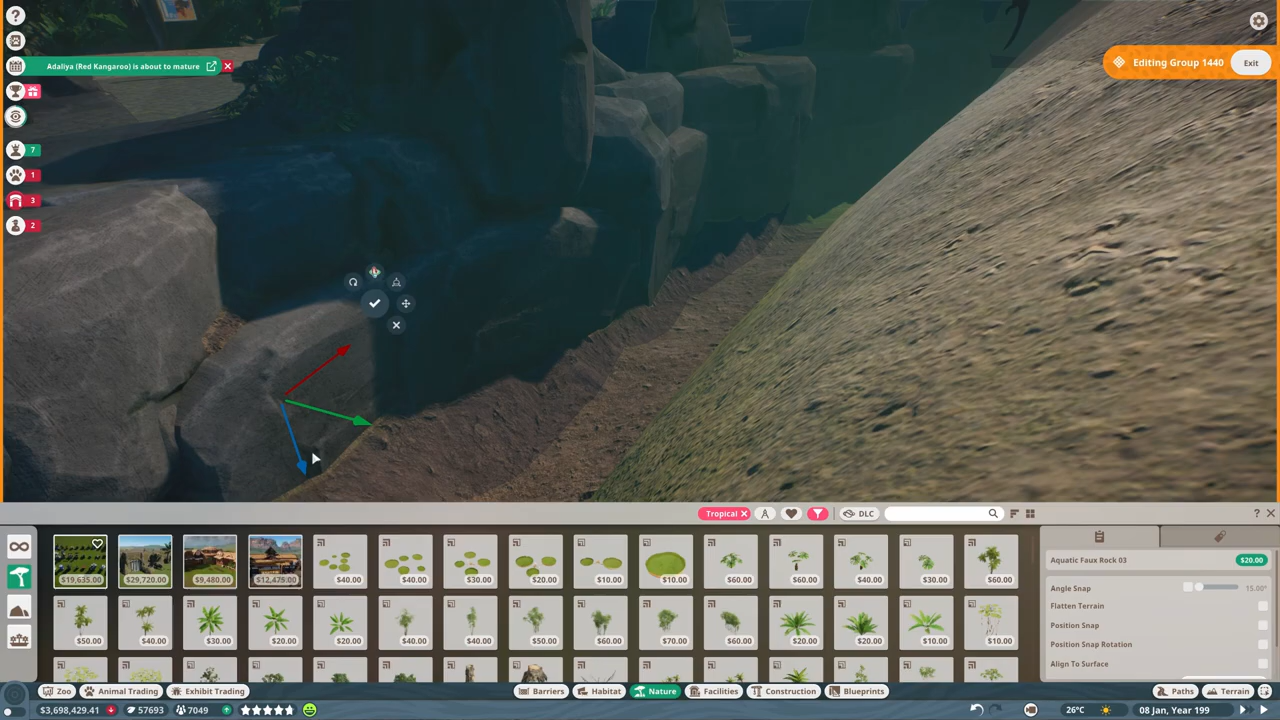 ?
Editing Group 1440
Exit
Adaliya (Red Kangaroo) is about to mature
7
1
3
2
Tropical
DLC
?
$19,635.00
$29,720.00
$9,480.00
$12,475.00
$40.00
$40.00
$30.00
$20.00
$10.00
$10.00
$60.00
$60.00
$40.00
$30.00
$60.00
Aquatic Faux Rock 03
$20.00
Angle Snap
15.00°
Flatten Terrain
Position Snap
Position Snap Rotation
Align To Surface
$50.00
$40.00
$30.00
$20.00
$20.00
$40.00
$40.00
$50.00
$60.00
$70.00
$60.00
$20.00
$20.00
$10.00
$10.00
Zoo
Animal Trading
Exhibit Trading
Barriers
Habitat
Nature
Facilities
Construction
Blueprints
Paths
Terrain
$3,698,429.41
57693
7049
26°C
08 Jan, Year 199